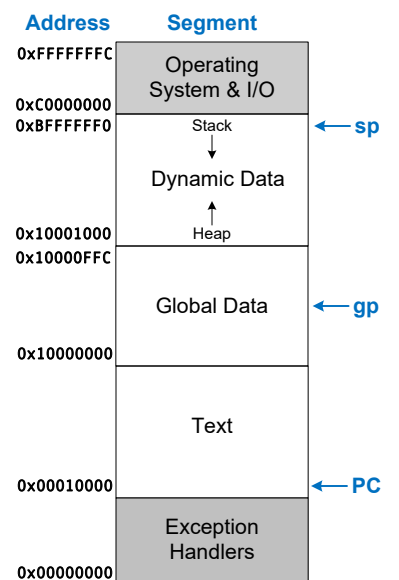 Address Segment
0xFFFFFFFC
Operating
System & I/O
0xC0000000
0xBFFFFFF0 Stack sp
Dynamic Data
0x10001000 Heap
0x10000FFC
Global Data gp
0x10000000
Text
0x00010000 PC
Exception
Handlers
0x00000000